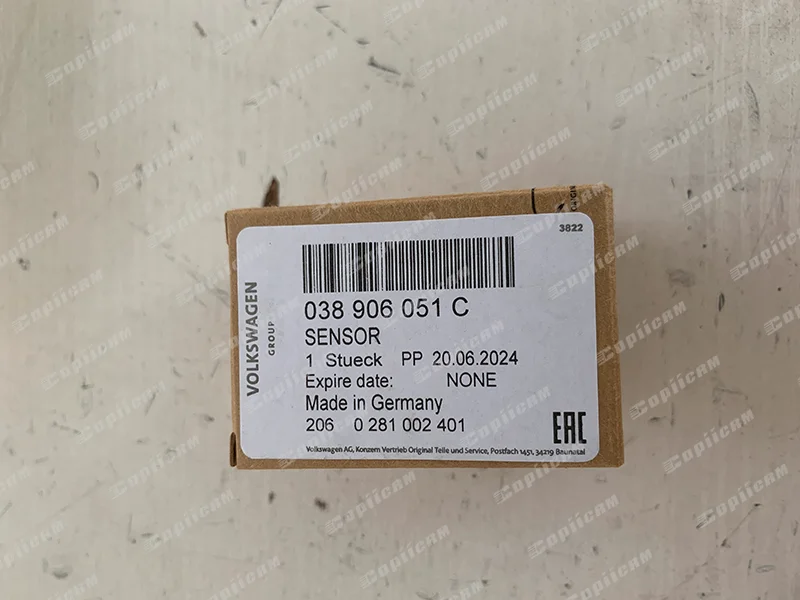 3822
VOLKSWAGEN
GROUP
038 906 051 C
SENSOR
1 Stueck PP 20.06.2024
Expire date: NONE
Made in Germany
206 0 281 002 401
EAC
Volkswagen AG, Konzern Vertrieb Original Teile und Service, Postfach 1451, 34219 Baunatal
Copiicam